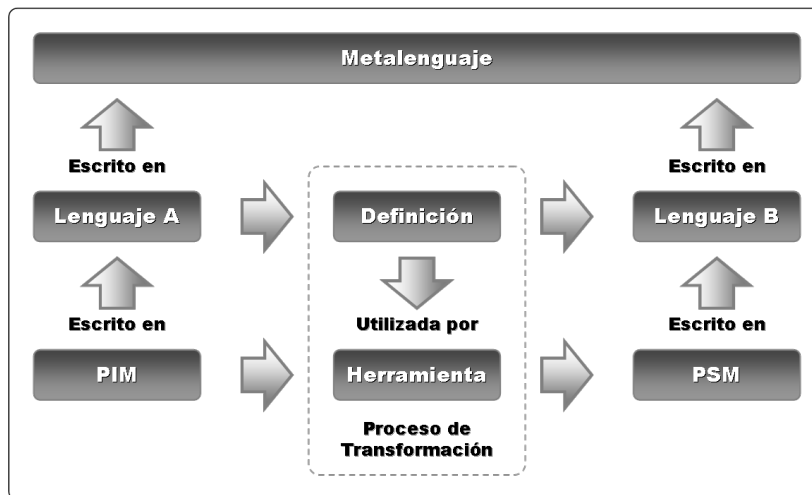 Metalenguaje
Escrito en
Escrito en
Lenguaje A
Definición
Lenguaje B
Escrito en
Utilizada por
Escrito en
PIM
Herramienta
PSM
Proceso de
Transformación